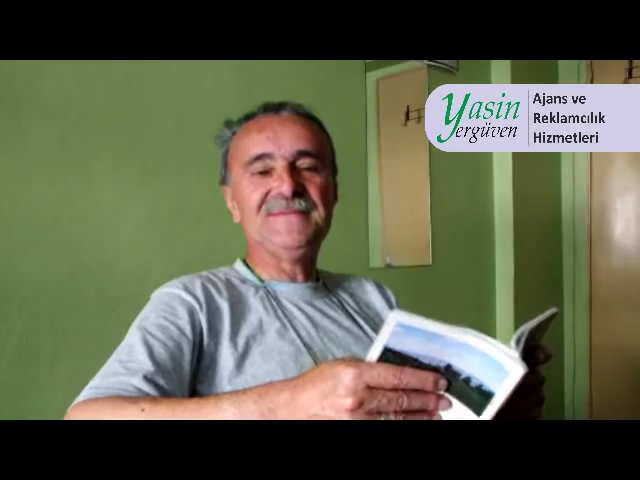 Yasin
Yergüven
Ajans ve
Reklamcılık
Hizmetleri